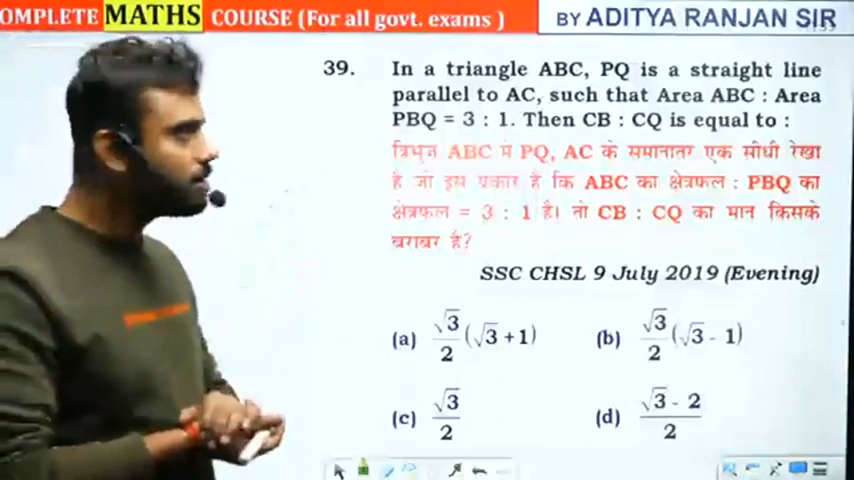 OMPLETE MATHS COURSE (For all govt. exams ) BY ADITYA RANJAN SIR
39. In a triangle ABC, PQ is a straight line
parallel to AC, such that Area ABC : Area
PBQ = 3 : 1. Then CB : CQ is equal to :
त्रिभुज ABC में PQ, AC के समानांतर एक सीधी रेखा
है जो इस प्रकार है कि ABC का क्षेत्रफल : PBQ का
क्षेत्रफल = 3 : 1 है। तो CB : CQ का मान किसके
बराबर है?
SSC CHSL 9 July 2019 (Evening)
(a) √3/2 (√3 + 1) (b) √3/2 (√3 - 1)
(c) √3/2 (d) (√3 - 2)/2